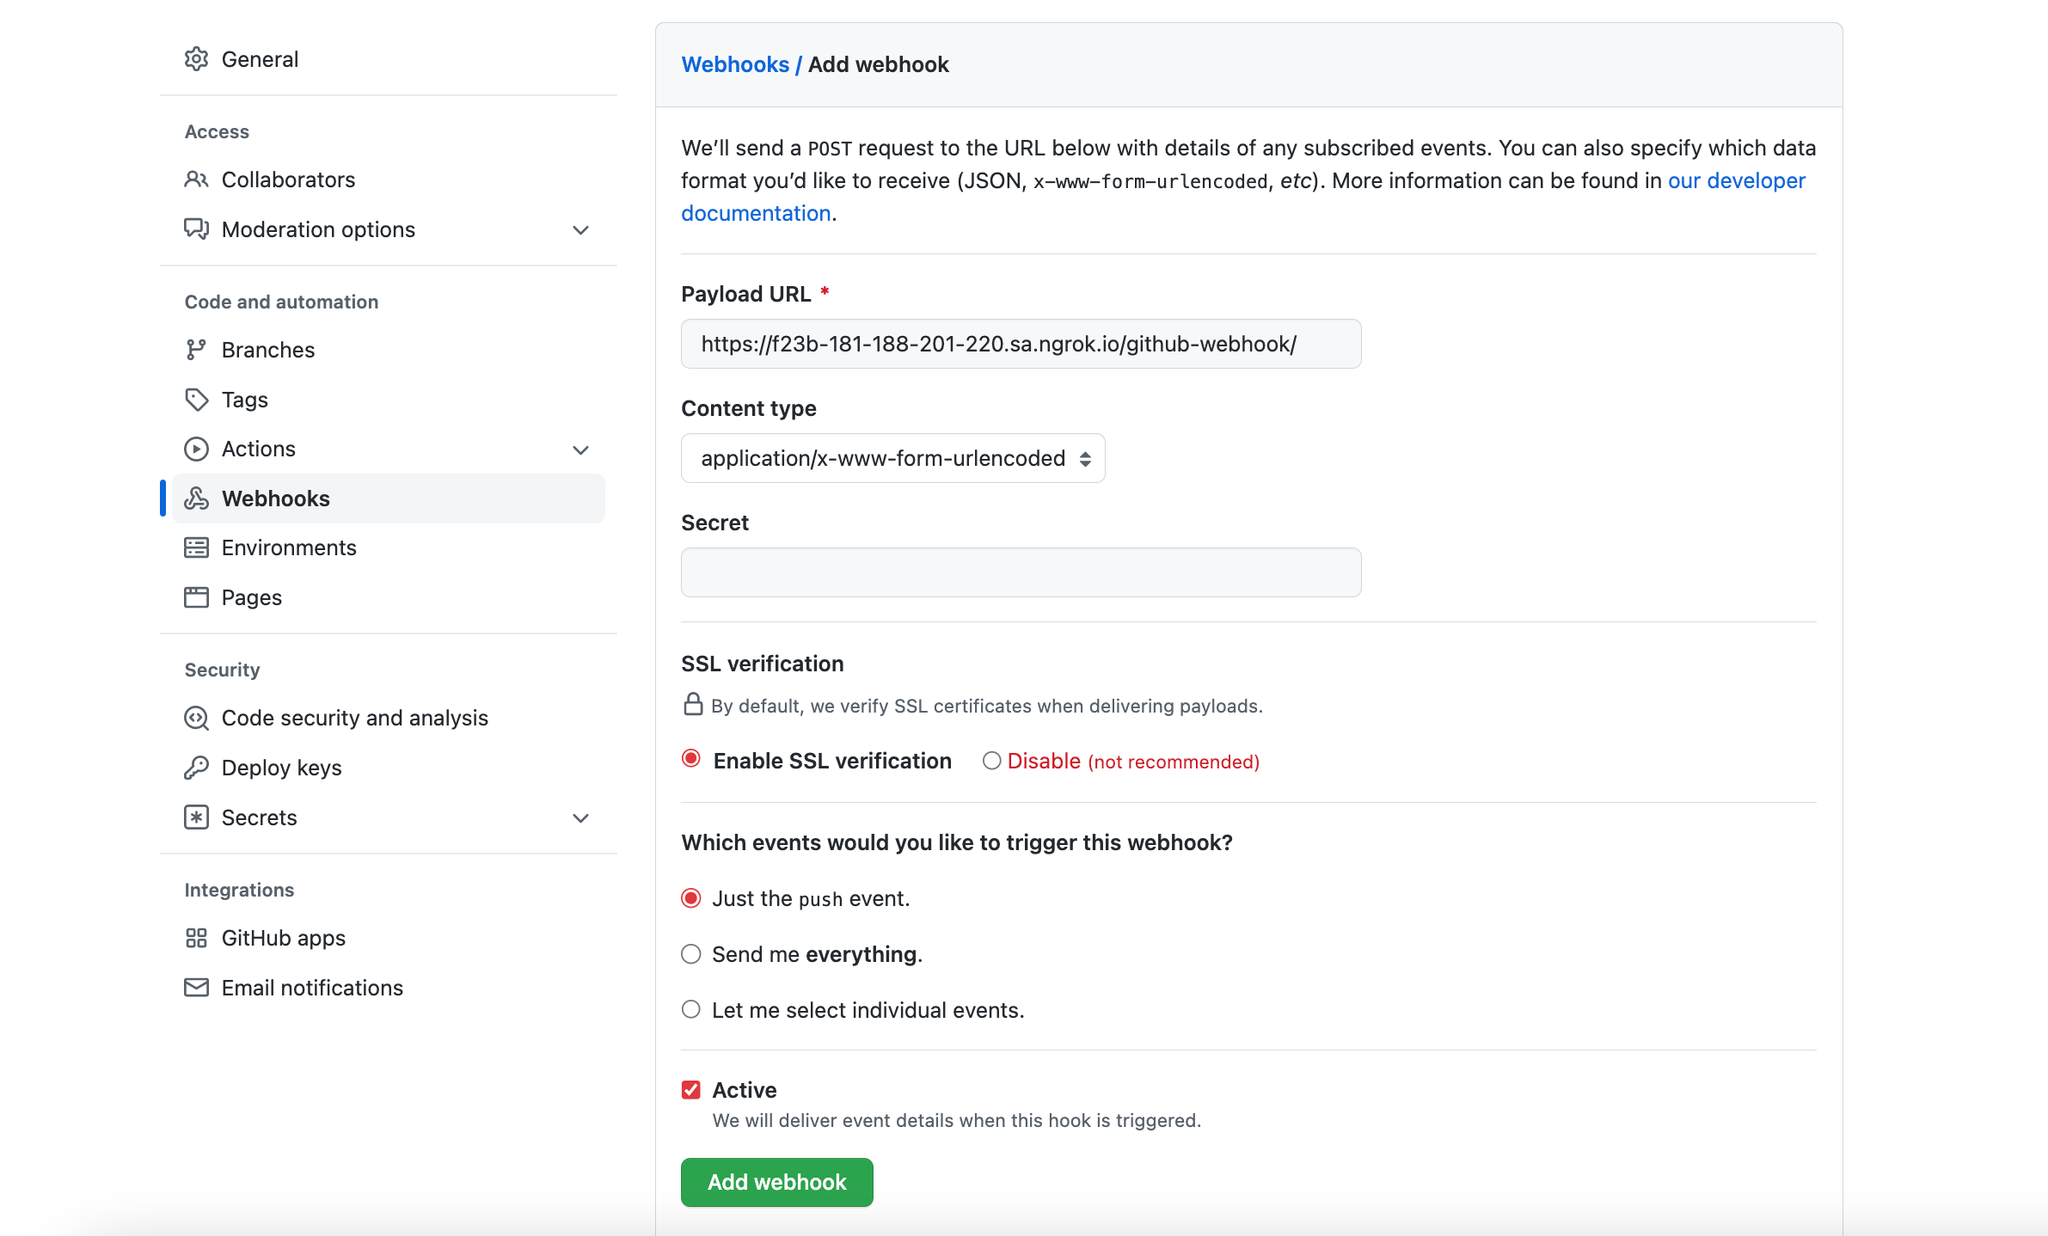 General
Access
Collaborators
Moderation options
Code and automation
Branches
Tags
Actions
Webhooks
Environments
Pages
Security
Code security and analysis
Deploy keys
Secrets
Integrations
GitHub apps
Email notifications
Webhooks / Add webhook
We’ll send a POST request to the URL below with details of any subscribed events. You can also specify which data
format you’d like to receive (JSON, x-www-form-urlencoded, etc). More information can be found in our developer
documentation.
Payload URL *
https://f23b-181-188-201-220.sa.ngrok.io/github-webhook/
Content type
application/x-www-form-urlencoded
Secret
SSL verification
By default, we verify SSL certificates when delivering payloads.
Enable SSL verification Disable (not recommended)
Which events would you like to trigger this webhook?
Just the push event.
Send me everything.
Let me select individual events.
Active
We will deliver event details when this hook is triggered.
Add webhook